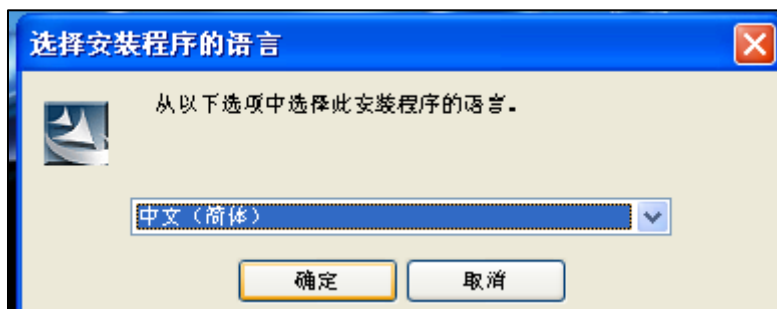 选择安装程序的语言
从以下选项中选择此安装程序的语言。
中文（简体）
确定
取消